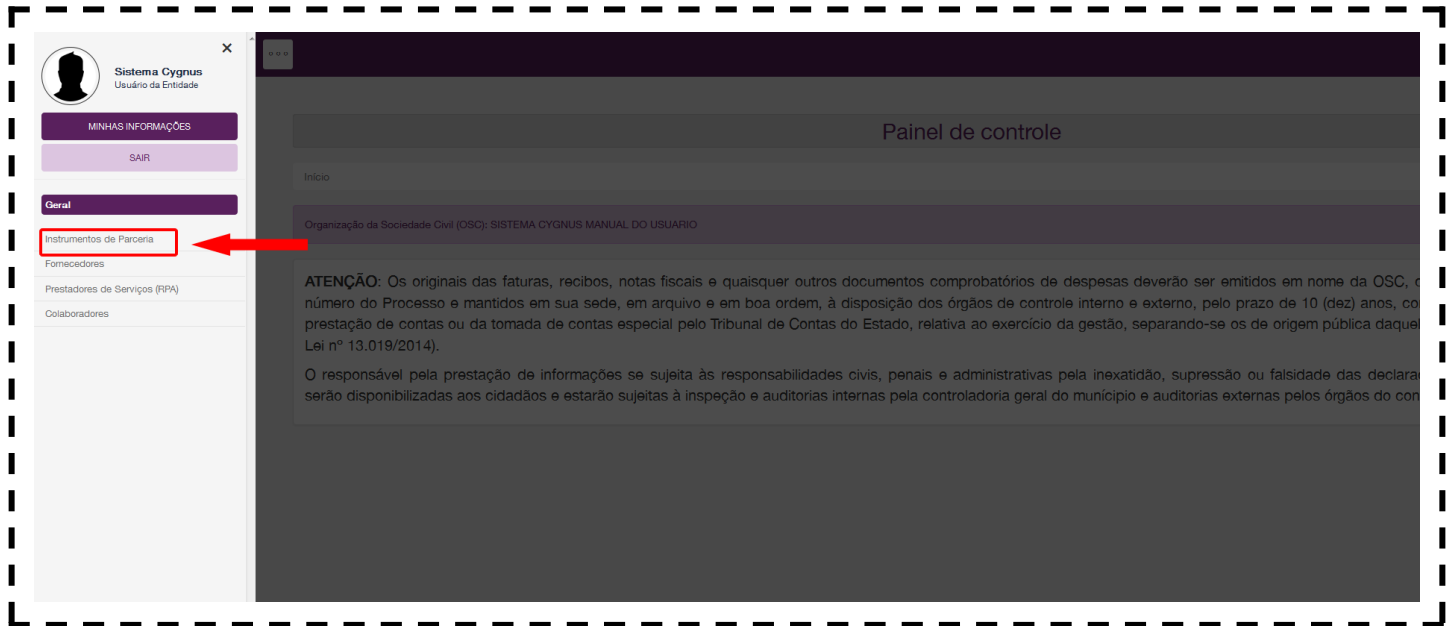 Sistema Cygnus
Usuário da Entidade
MINHAS INFORMAÇÕES
SAIR
Geral
Instrumentos de Parceria
Fornecedores
Prestadores de Serviços (RPA)
Colaboradores
Painel de controle
Início
Organização da Sociedade Civil (OSC): SISTEMA CYGNUS MANUAL DO USUARIO
ATENÇÃO: Os originais das faturas, recibos, notas fiscais e quaisquer outros documentos comprobatórios de despesas deverão ser emitidos em nome da OSC,
número do Processo e mantidos em sua sede, em arquivo e em boa ordem, à disposição dos órgãos de controle interno e externo, pelo prazo de 10 (dez) anos,
prestação de contas ou da tomada de contas especial pelo Tribunal de Contas do Estado, relativa ao exercício da gestão, separando-se os de origem pública
Lei nº 13.019/2014).
O responsável pela prestação de informações se sujeita às responsabilidades civis, penais e administrativas pela inexatidão, supressão ou falsidade das
serão disponibilizadas aos cidadãos e estarão sujeitas à inspeção e auditorias internas pela controladoria geral do munícipio e auditorias externas pelos órgãos do